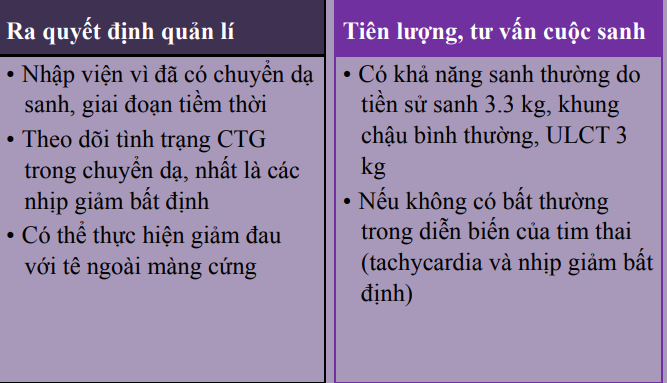 Ra quyết định quản lí
• Nhập viện vì đã có chuyển dạ
sanh, giai đoạn tiềm thời
• Theo dõi tình trạng CTG
trong chuyển dạ, nhất là các
nhịp giảm bất định
• Có thể thực hiện giảm đau
với tê ngoài màng cứng
Tiên lượng, tư vấn cuộc sanh
• Có khả năng sanh thường do
tiền sử sanh 3.3 kg, khung
chậu bình thường, ULCT 3
kg
• Nếu không có bất thường
trong diễn biến của tim thai
(tachycardia và nhịp giảm bất
định)